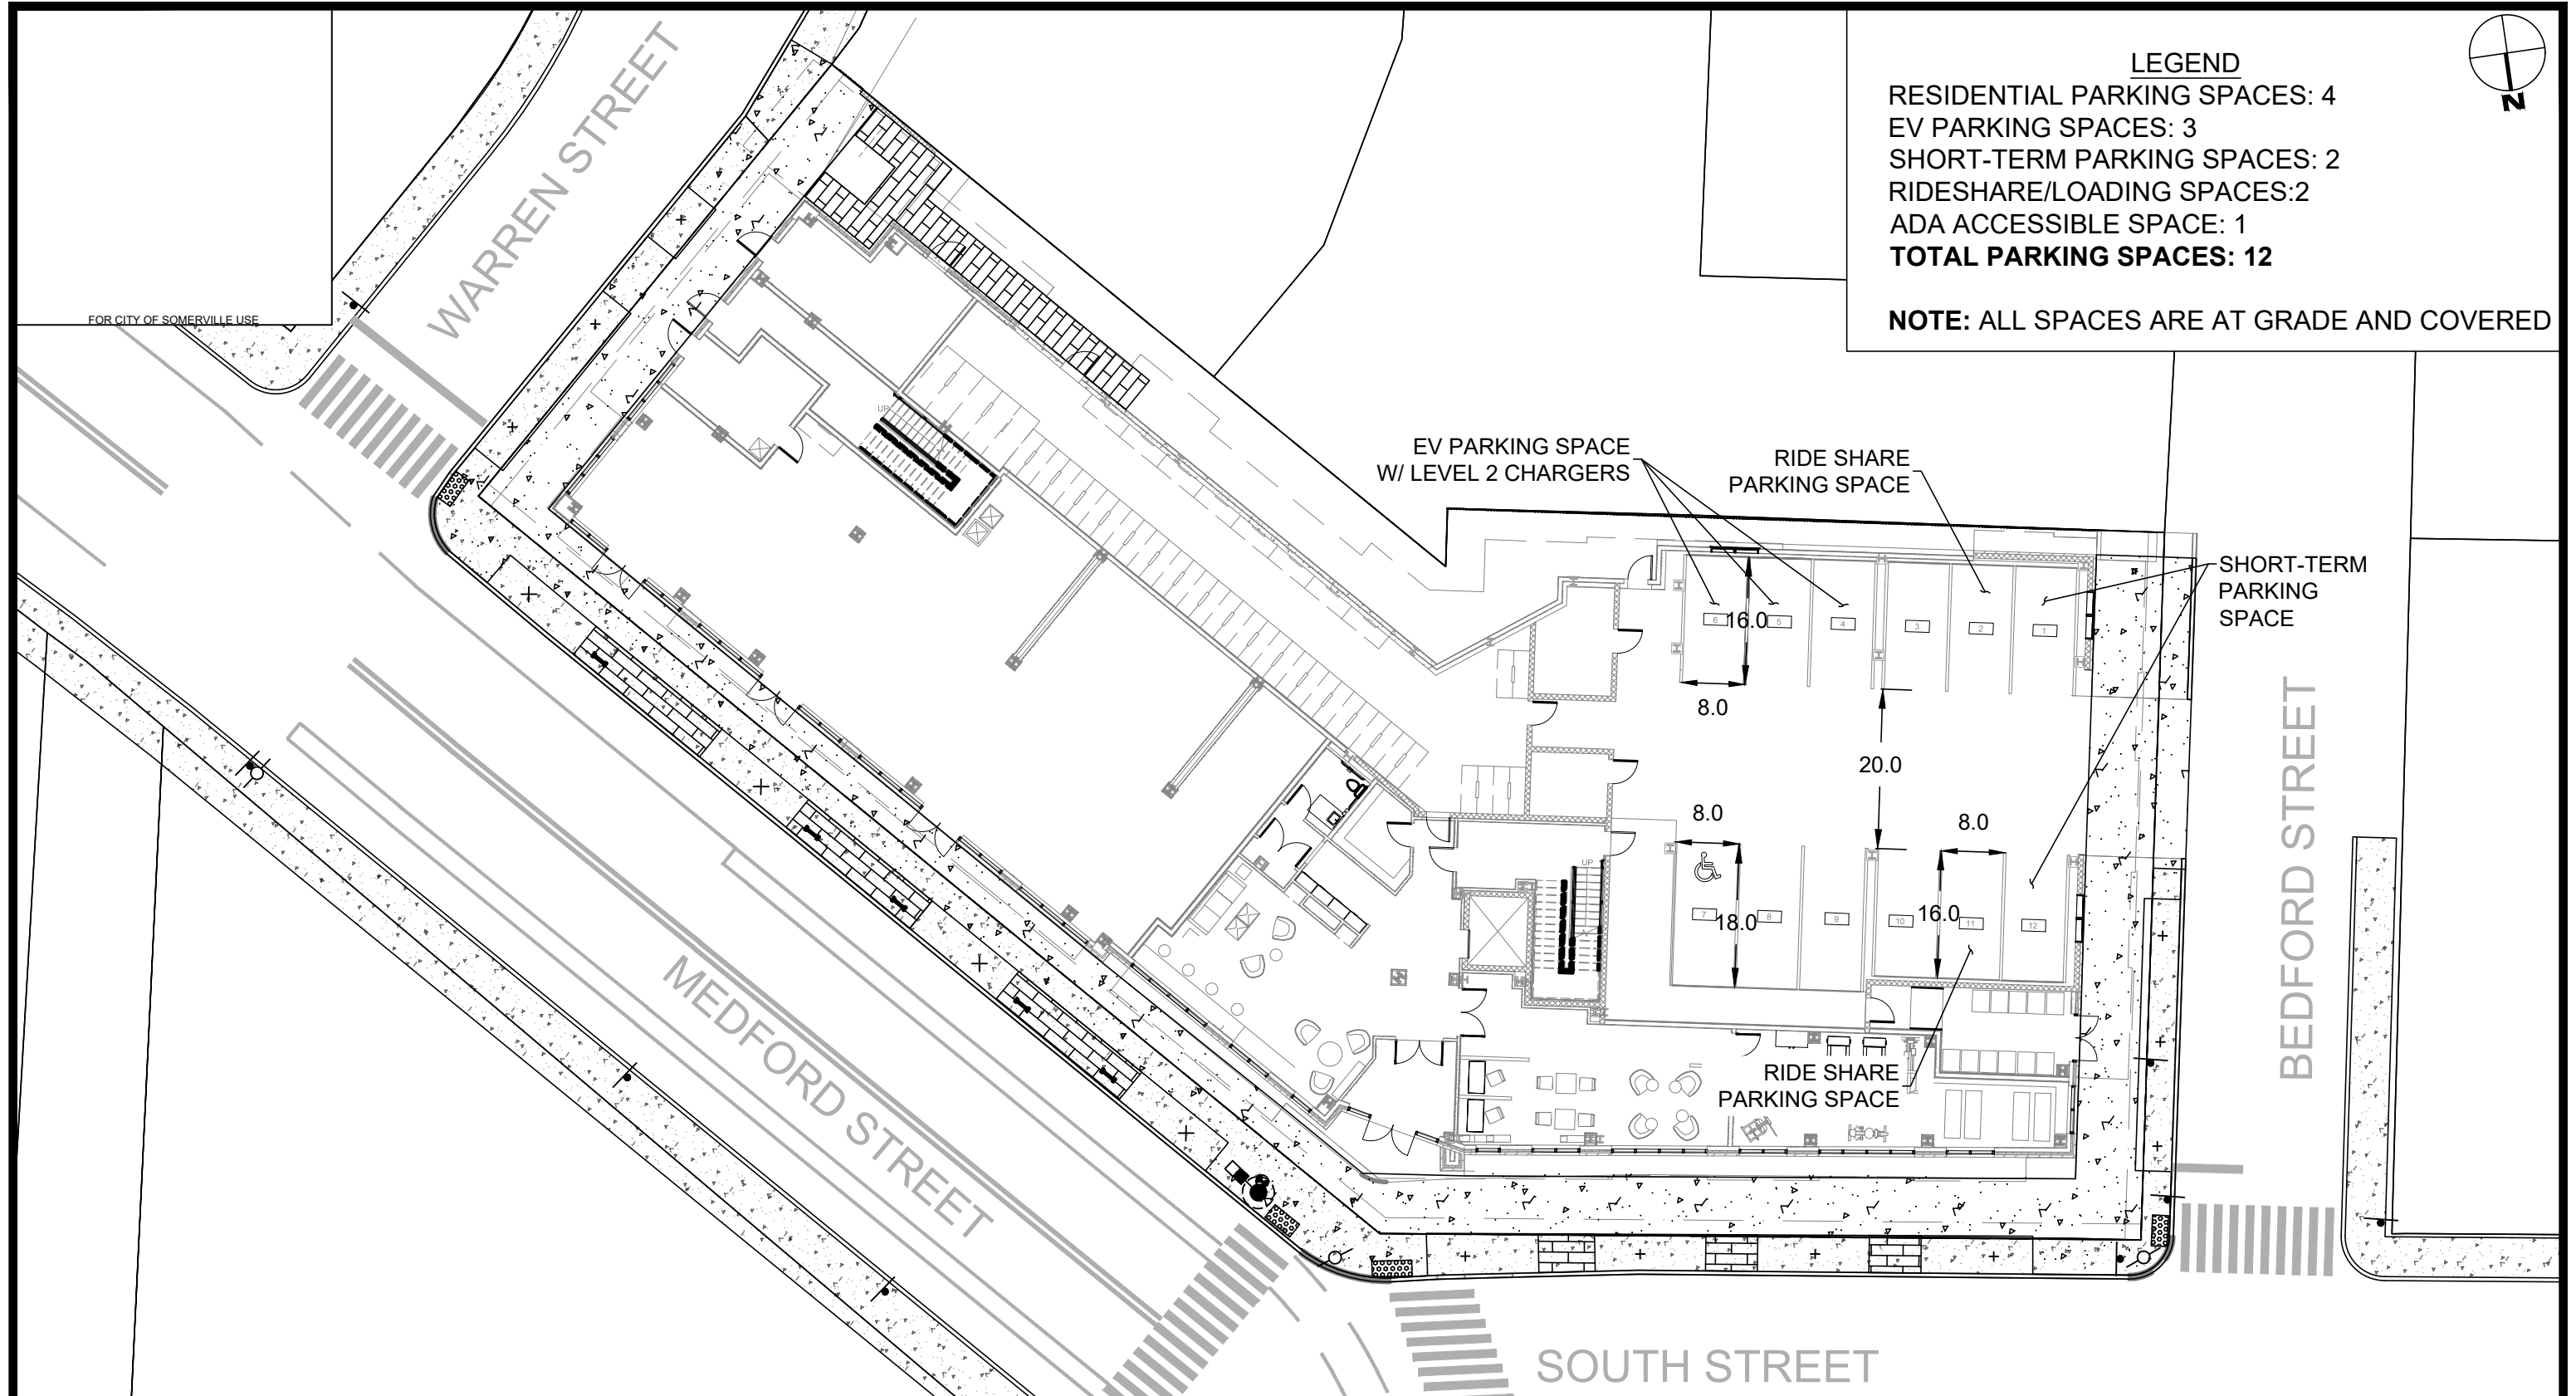 LEGEND
RESIDENTIAL PARKING SPACES: 4
EV PARKING SPACES: 3
SHORT-TERM PARKING SPACES: 2
RIDESHARE/LOADING SPACES:2
ADA ACCESSIBLE SPACE: 1
TOTAL PARKING SPACES: 12
NOTE: ALL SPACES ARE AT GRADE AND COVERED
N
WARREN STREET
FOR CITY OF SOMERVILLE USE
UP
EV PARKING SPACE
W/ LEVEL 2 CHARGERS
RIDE SHARE
PARKING SPACE
SHORT-TERM
PARKING
SPACE
6
16.0
5
4
3
2
1
8.0
20.0
8.0
8.0
UP
7
18.0
8
9
10
16.0
11
12
RIDE SHARE
PARKING SPACE
BEDFORD STREET
MEDFORD STREET
SOUTH STREET